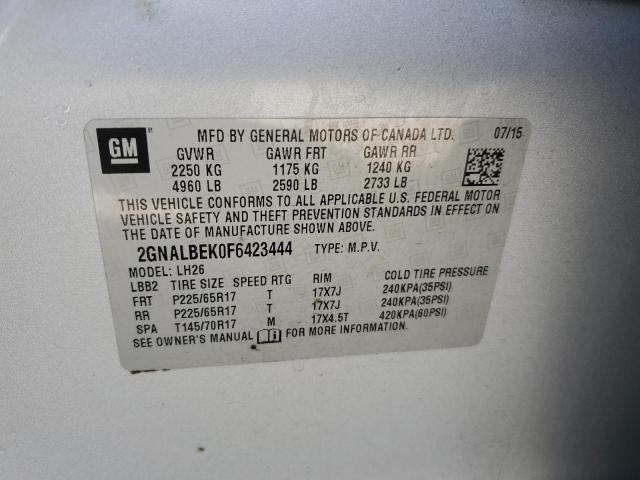 GM MFD BY GENERAL MOTORS OF CANADA LTD. 07/15
GVWR GAWR FRT GAWR RR
2250 KG 1175 KG 1240 KG
4960 LB 2590 LB 2733 LB
THIS VEHICLE CONFORMS TO ALL APPLICABLE U.S. FEDERAL MOTOR
VEHICLE SAFETY AND THEFT PREVENTION STANDARDS IN EFFECT ON
THE DATE OF MANUFACTURE SHOWN ABOVE.
2GNALBEK0F6423444 TYPE: M.P.V.
MODEL: LH26
LBB2 TIRE SIZE SPEED RTG RIM COLD TIRE PRESSURE
FRT P225/65R17 T 17X7J 240KPA(35PSI)
RR P225/65R17 T 17X7J 240KPA(35PSI)
SPA T145/70R17 M 17X4.5T 420KPA(60PSI)
SEE OWNER'S MANUAL FOR MORE INFORMATION.